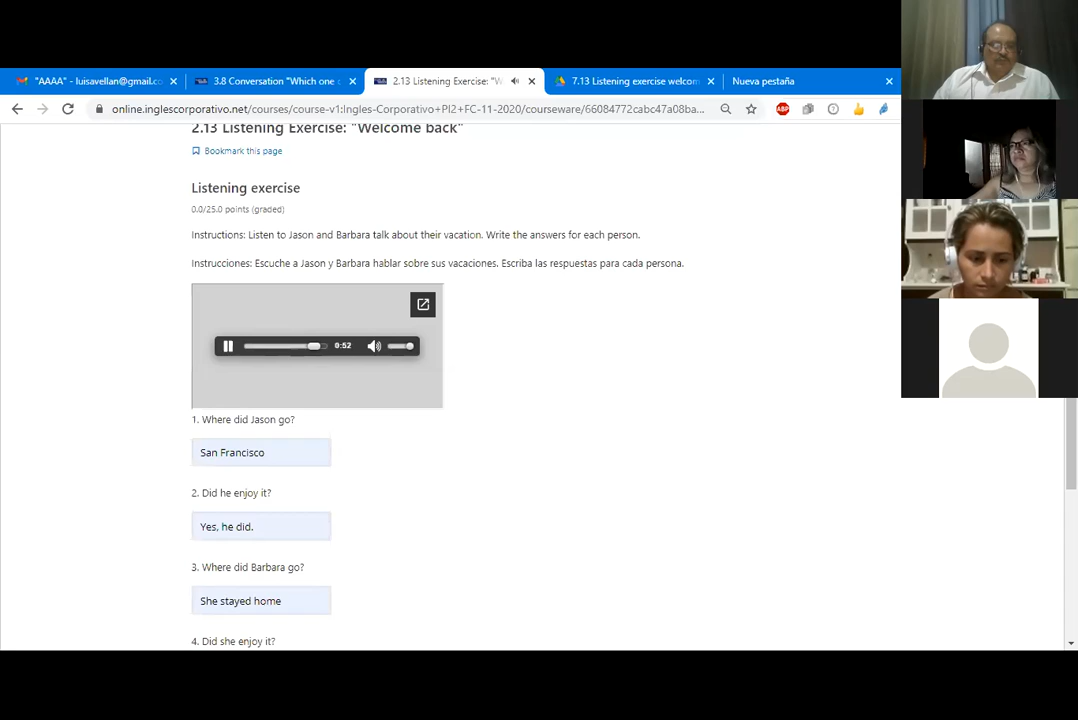 "AAAA" - luisavellan@gmail.co
3.8 Conversation "Which one
2.13 Listening Exercise: "W
7.13 Listening exercise welcom
Nueva pestaña
online.inglescorporativo.net/courses/course-v1:Ingles-Corporativo+PI2+FC-11-2020/courseware/66084772cabc47a08ba...
ABP
2.13 Listening Exercise: "Welcome back"
Bookmark this page
Listening exercise
0.0/25.0 points (graded)
Instructions: Listen to Jason and Barbara talk about their vacation. Write the answers for each person.
Instrucciones: Escuche a Jason y Barbara hablar sobre sus vacaciones. Escriba las respuestas para cada persona.
0:52
1. Where did Jason go?
San Francisco
2. Did he enjoy it?
Yes, he did.
3. Where did Barbara go?
She stayed home
4. Did she enjoy it?